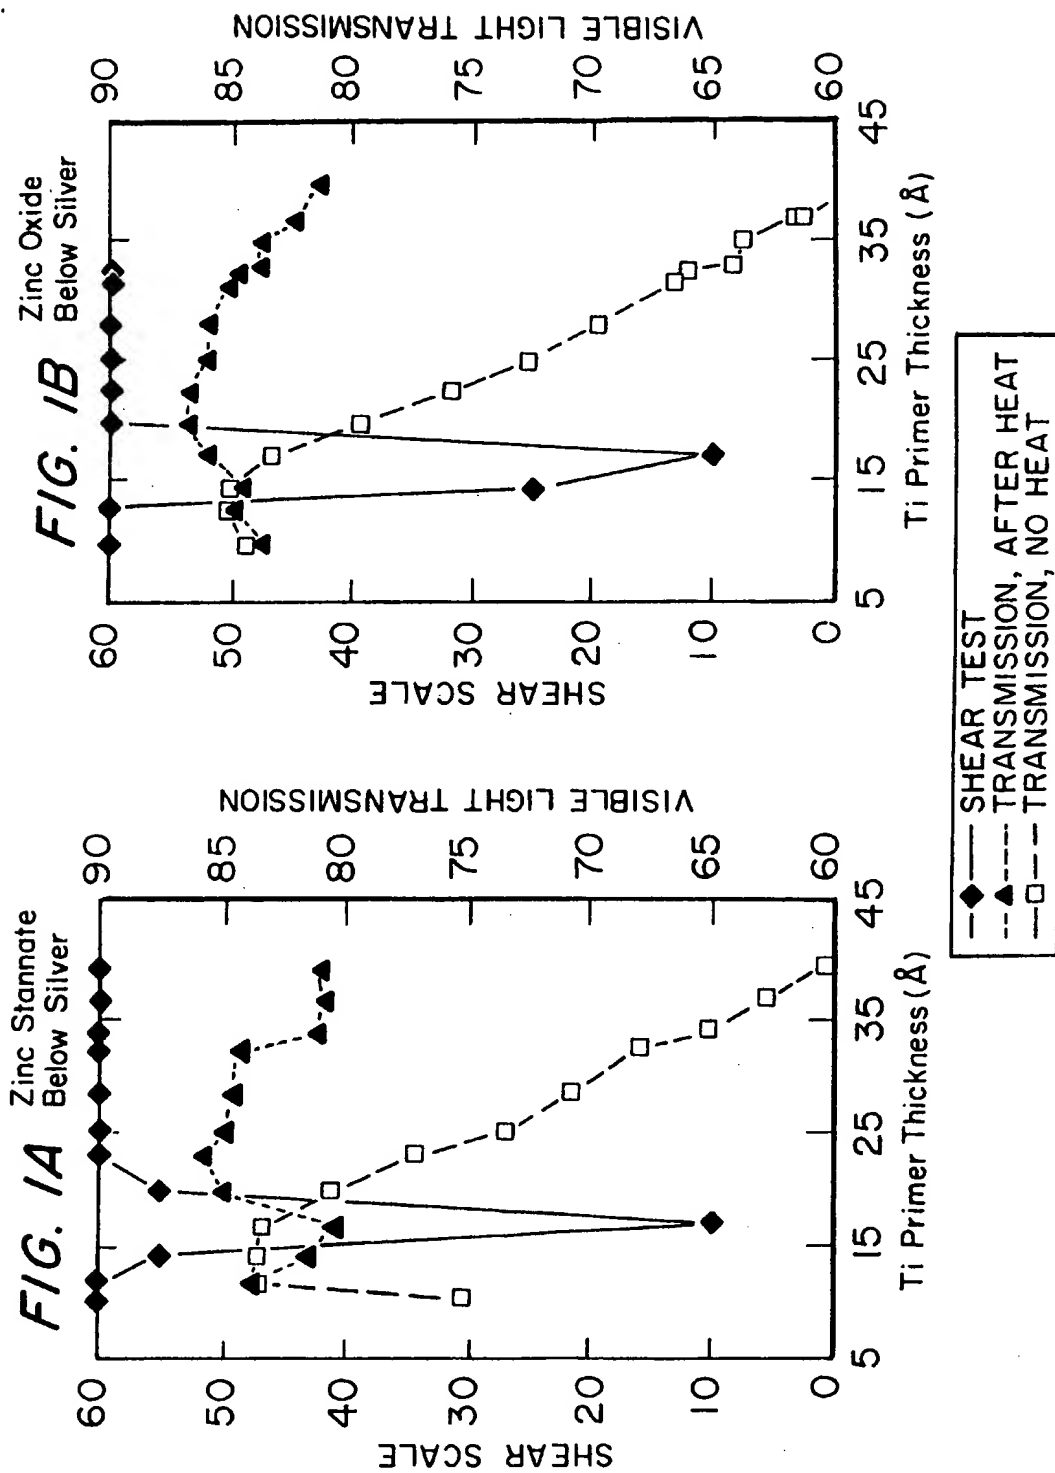 FIG. 1A
Zinc Stannate
Below Silver
SHEAR SCALE
60
50
40
30
20
10
0
VISIBLE LIGHT TRANSMISSION
90
85
80
75
70
65
60
5
15
25
35
45
Ti Primer Thickness (Å)
FIG. 1B
Zinc Oxide
Below Silver
SHEAR SCALE
60
50
40
30
20
10
0
VISIBLE LIGHT TRANSMISSION
90
85
80
75
70
65
60
5
15
25
35
45
Ti Primer Thickness (Å)
SHEAR TEST
TRANSMISSION, AFTER HEAT
TRANSMISSION, NO HEAT